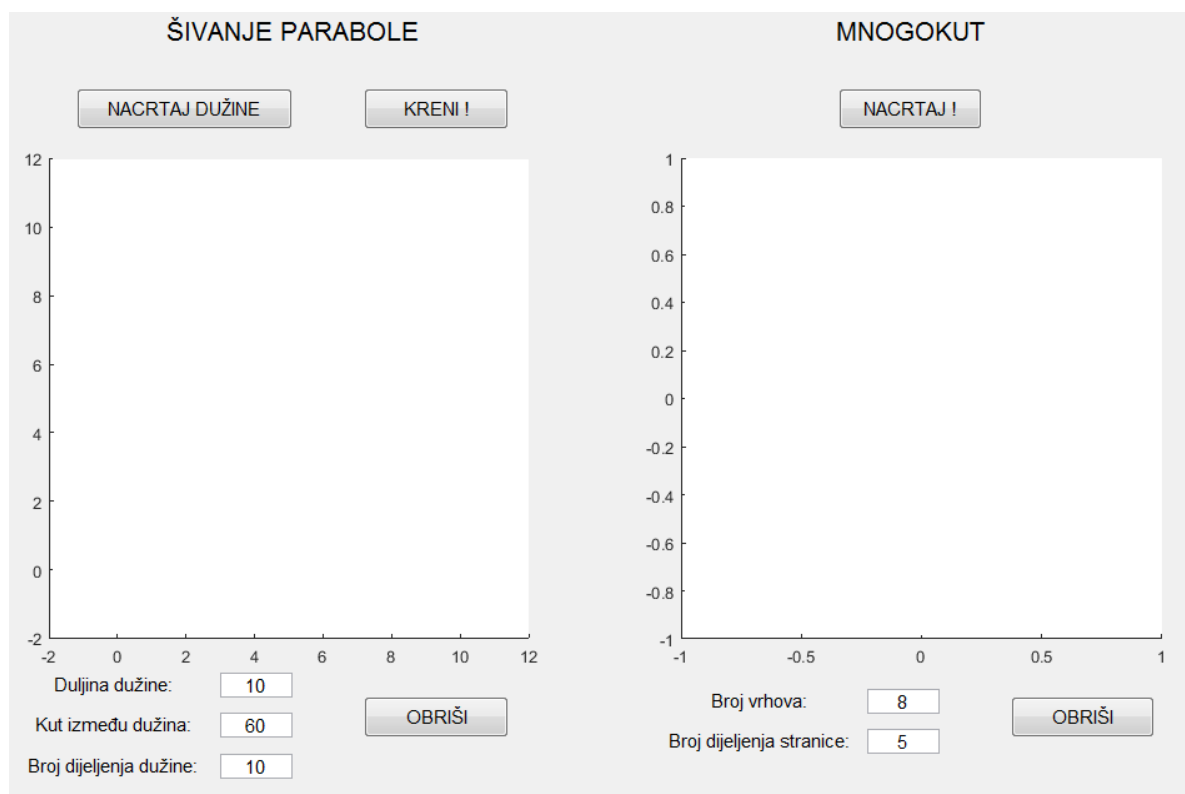 ŠIVANJE PARABOLE
NACRTAJ DUŽINE
KRENI !
12
10
8
6
4
2
0
-2
-2 0 2 4 6 8 10 12
Duljina dužine: 10
Kut između dužina: 60
Broj dijeljenja dužine: 10
OBRIŠI
MNOGOKUT
NACRTAJ !
1
0.8
0.6
0.4
0.2
0
-0.2
-0.4
-0.6
-0.8
-1
-1 -0.5 0 0.5 1
Broj vrhova: 8
Broj dijeljenja stranice: 5
OBRIŠI